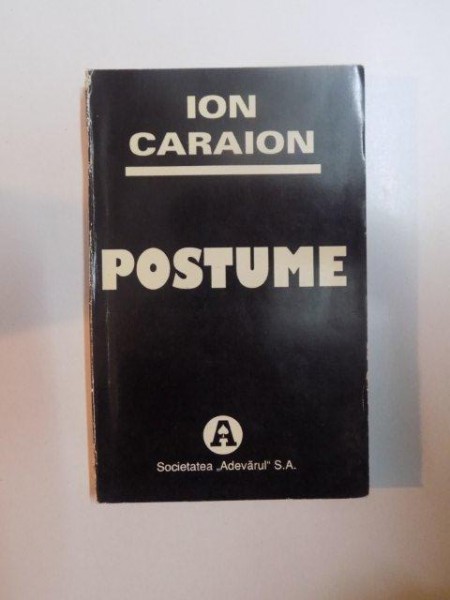 ION
CARAION
POSTUME
A
Societatea „Adevărul" S.A.